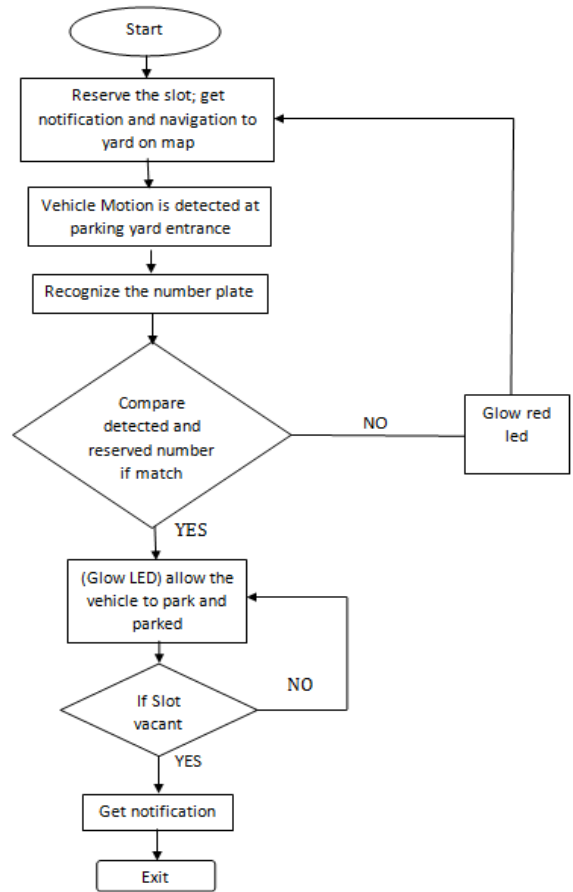 Start
Reserve the slot; get
notification and navigation to
yard on map
Vehicle Motion is detected at
parking yard entrance
Recognize the number plate
Compare
detected and
reserved number
if match
NO
Glow red
led
YES
(Glow LED) allow the
vehicle to park and
parked
NO
If Slot
vacant
YES
Get notification
Exit